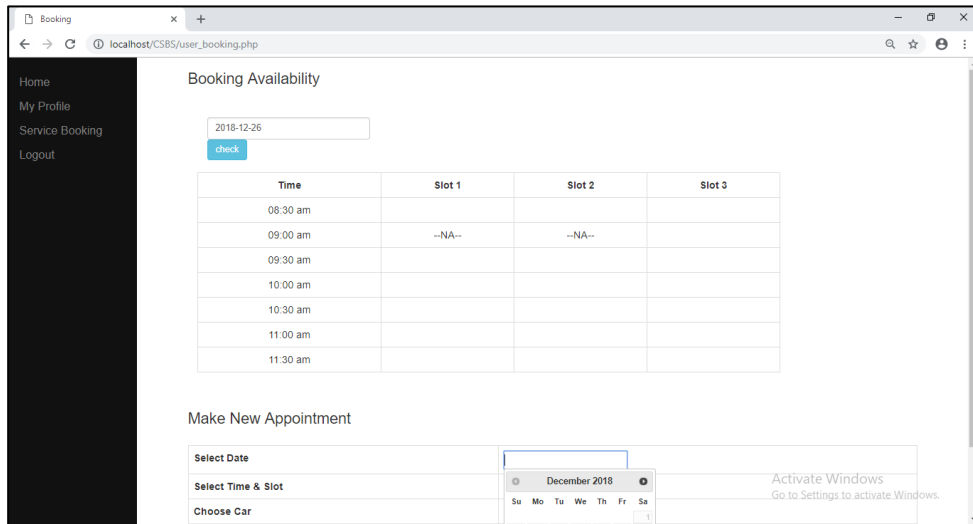 Booking
localhost/CSBS/user_booking.php
Home
My Profile
Service Booking
Logout
Booking Availability
2018-12-26
check
Time Slot 1 Slot 2 Slot 3
08:30 am
09:00 am --NA-- --NA--
09:30 am
10:00 am
10:30 am
11:00 am
11:30 am
Make New Appointment
Select Date
Select Time & Slot
Choose Car
December 2018
Su Mo Tu We Th Fr Sa
1
Activate Windows
Go to Settings to activate Windows.